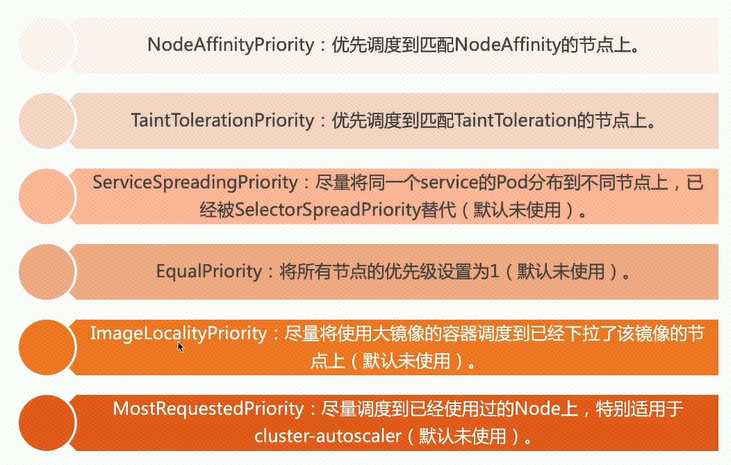 NodeAffinityPriority：优先调度到匹配NodeAffinity的节点上。
TaintTolerationPriority：优先调度到匹配TaintToleration的节点上。
ServiceSpreadingPriority：尽量将同一个service的Pod分布到不同节点上，已
经被SelectorSpreadPriority替代（默认未使用）。
EqualPriority：将所有节点的优先级设置为1（默认未使用）。
ImageLocalityPriority：尽量将使用大镜像的容器调度到已经下拉了该镜像的节
点上（默认未使用）。
MostRequestedPriority：尽量调度到已经使用过的Node上，特别适用于
cluster-autoscaler（默认未使用）。